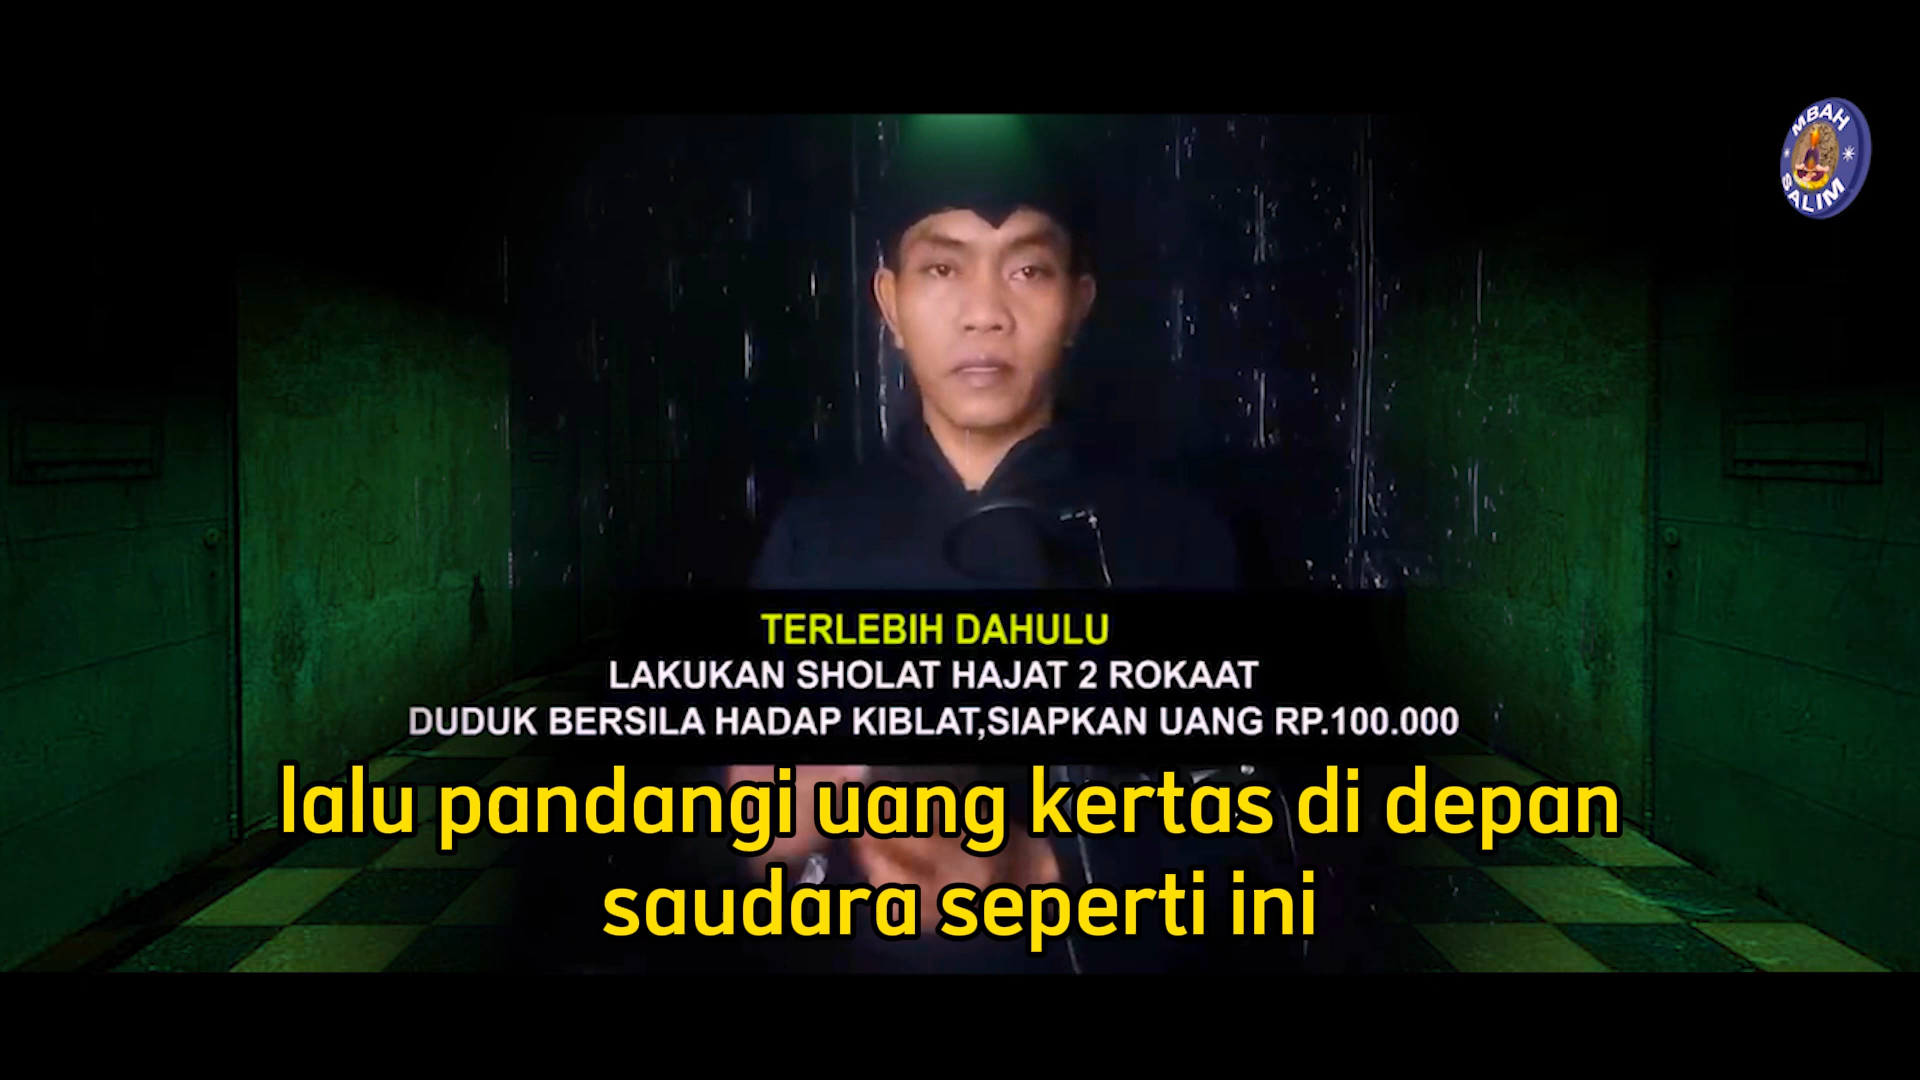 MBAH
SALIM
TERLEBIH DAHULU
LAKUKAN SHOLAT HAJAT 2 ROKAAT
DUDUK BERSILA HADAP KIBLAT,SIAPKAN UANG RP.100.000
lalu pandangi uang kertas di depan
saudara seperti ini